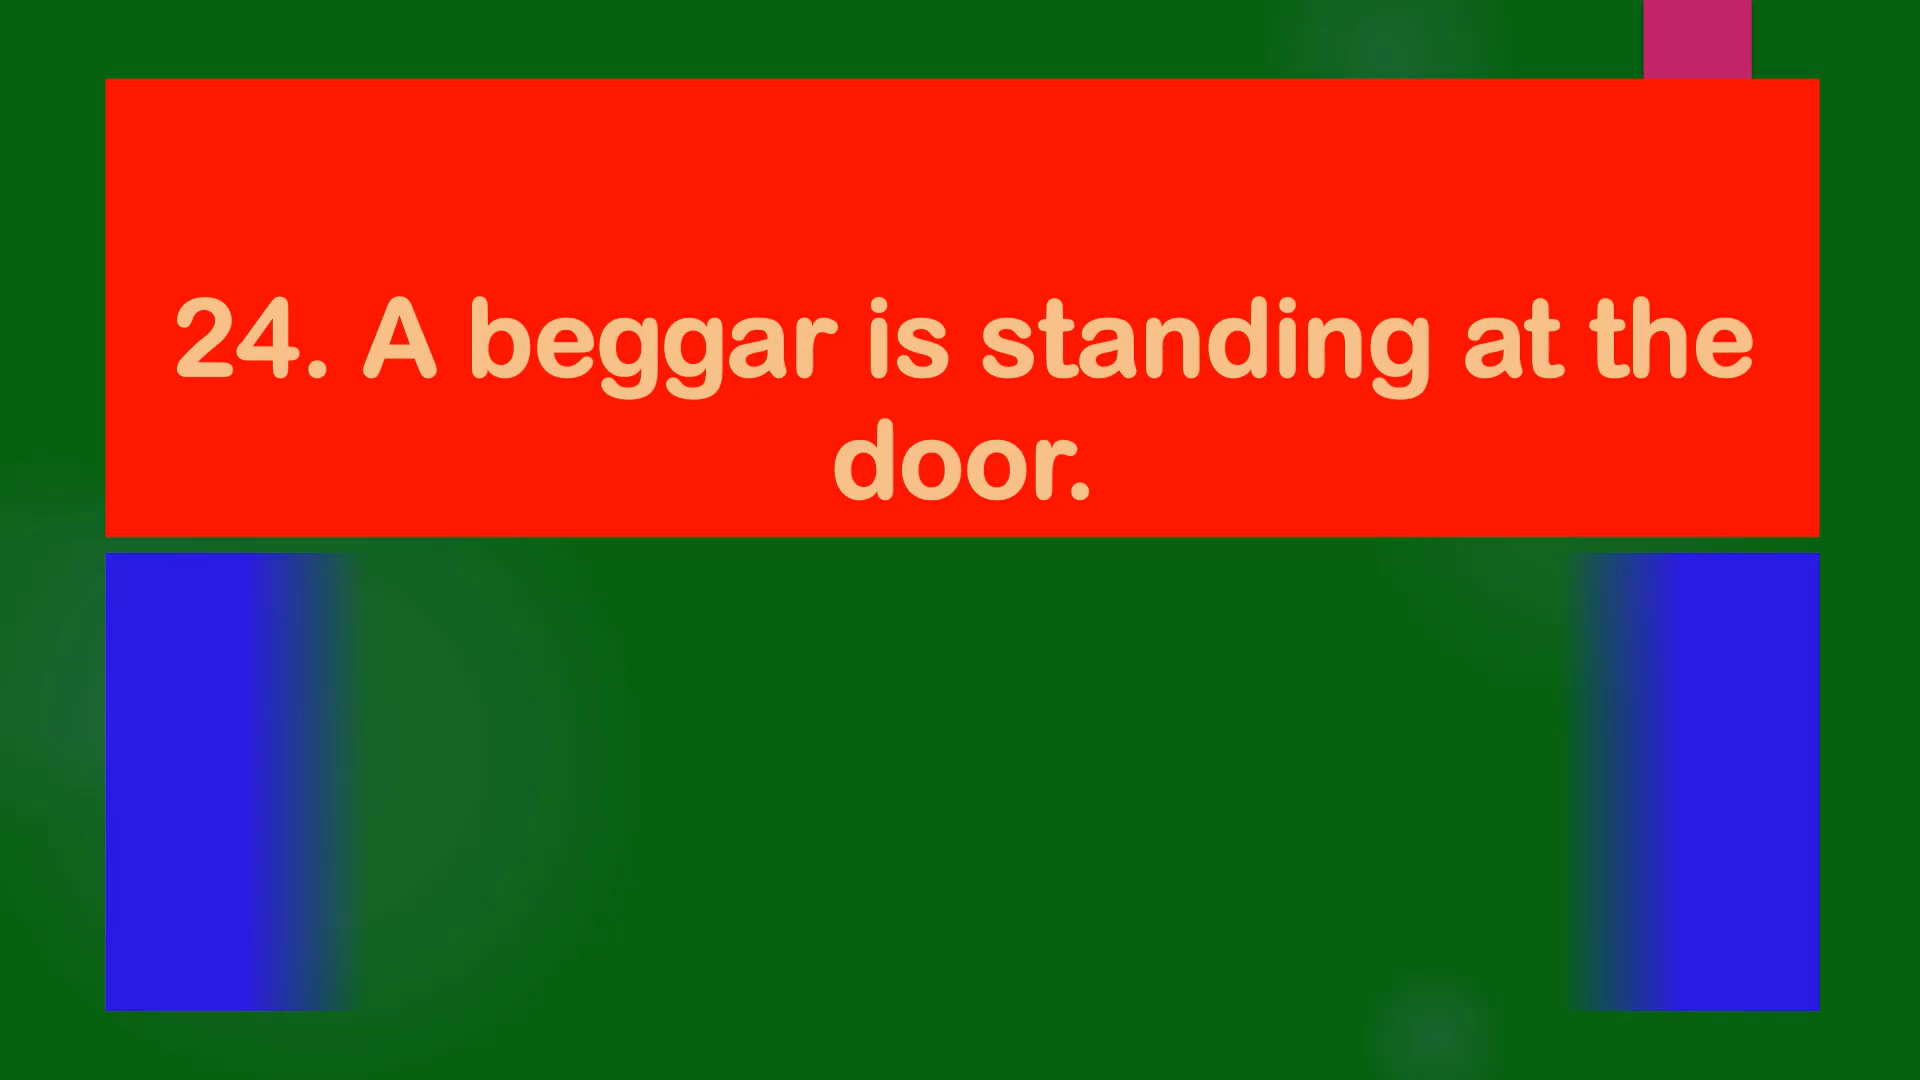 24. A beggar is standing at the
door.